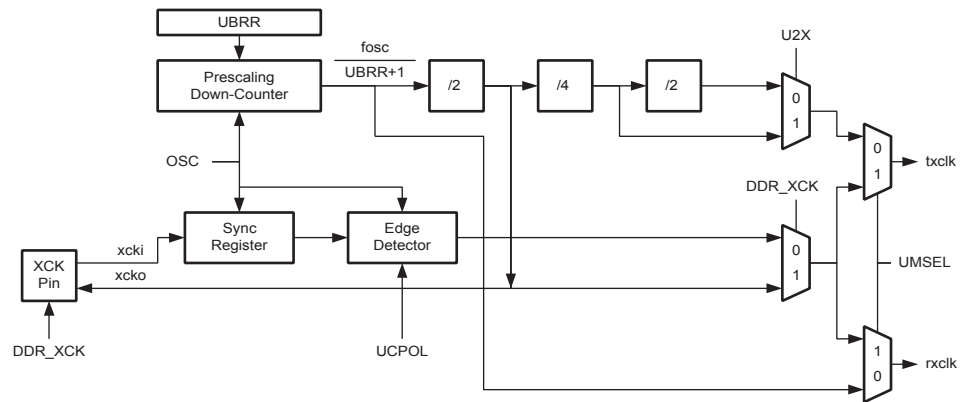 UBRR
fosc
U2X
Prescaling
Down-Counter
UBRR+1
/2
/4
/2
0
1
OSC
0
1
txclk
DDR_XCK
Sync
Register
Edge
Detector
xcki
0
1
XCK
Pin
xcko
UMSEL
DDR_XCK
UCPOL
1
0
rxclk